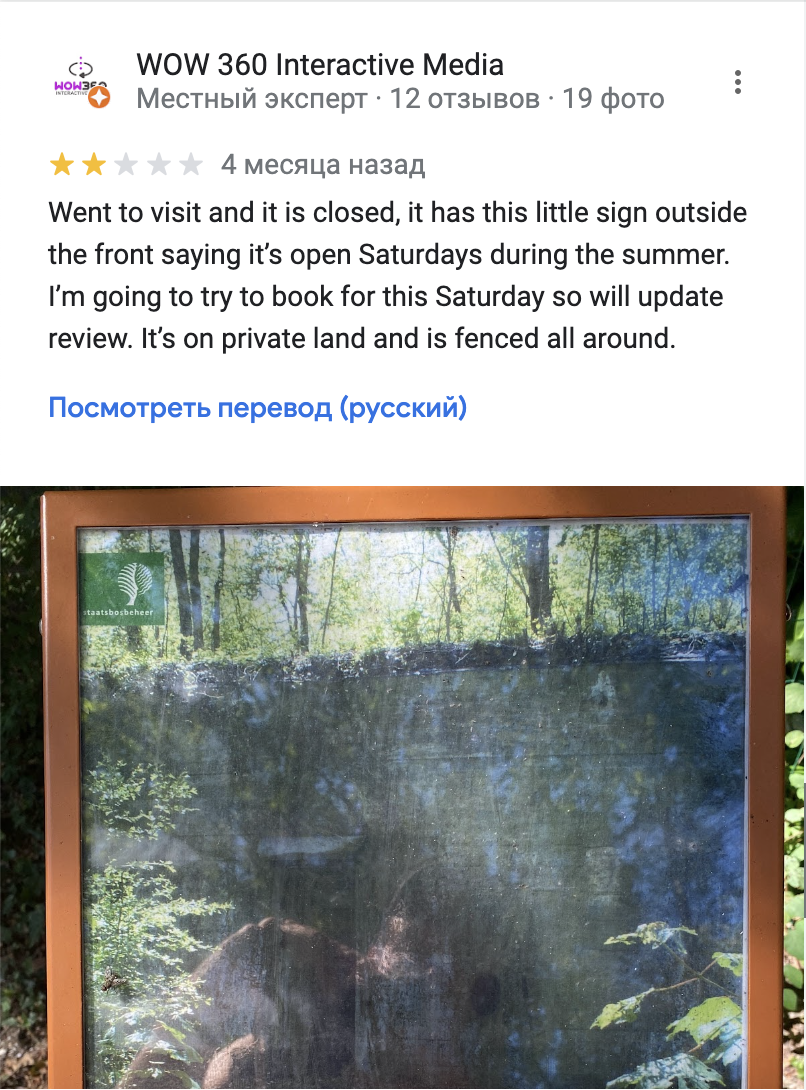 WOW 360 Interactive Media
WOW360
INTERACTIVE
Местный эксперт · 12 отзывов · 19 фото
4 месяца назад
Went to visit and it is closed, it has this little sign outside
the front saying it’s open Saturdays during the summer.
I’m going to try to book for this Saturday so will update
review. It’s on private land and is fenced all around.
Посмотреть перевод (русский)
staatsbosbeheer